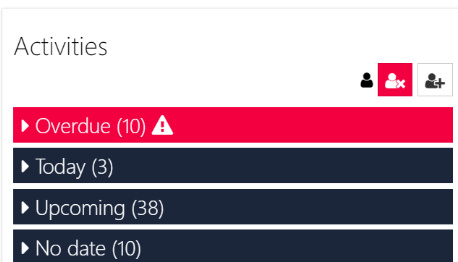 Activities
Overdue (10)
Today (3)
Upcoming (38)
No date (10)